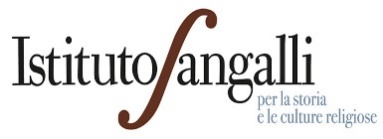 Istituto Sangalli
per la storia
e le culture religiose